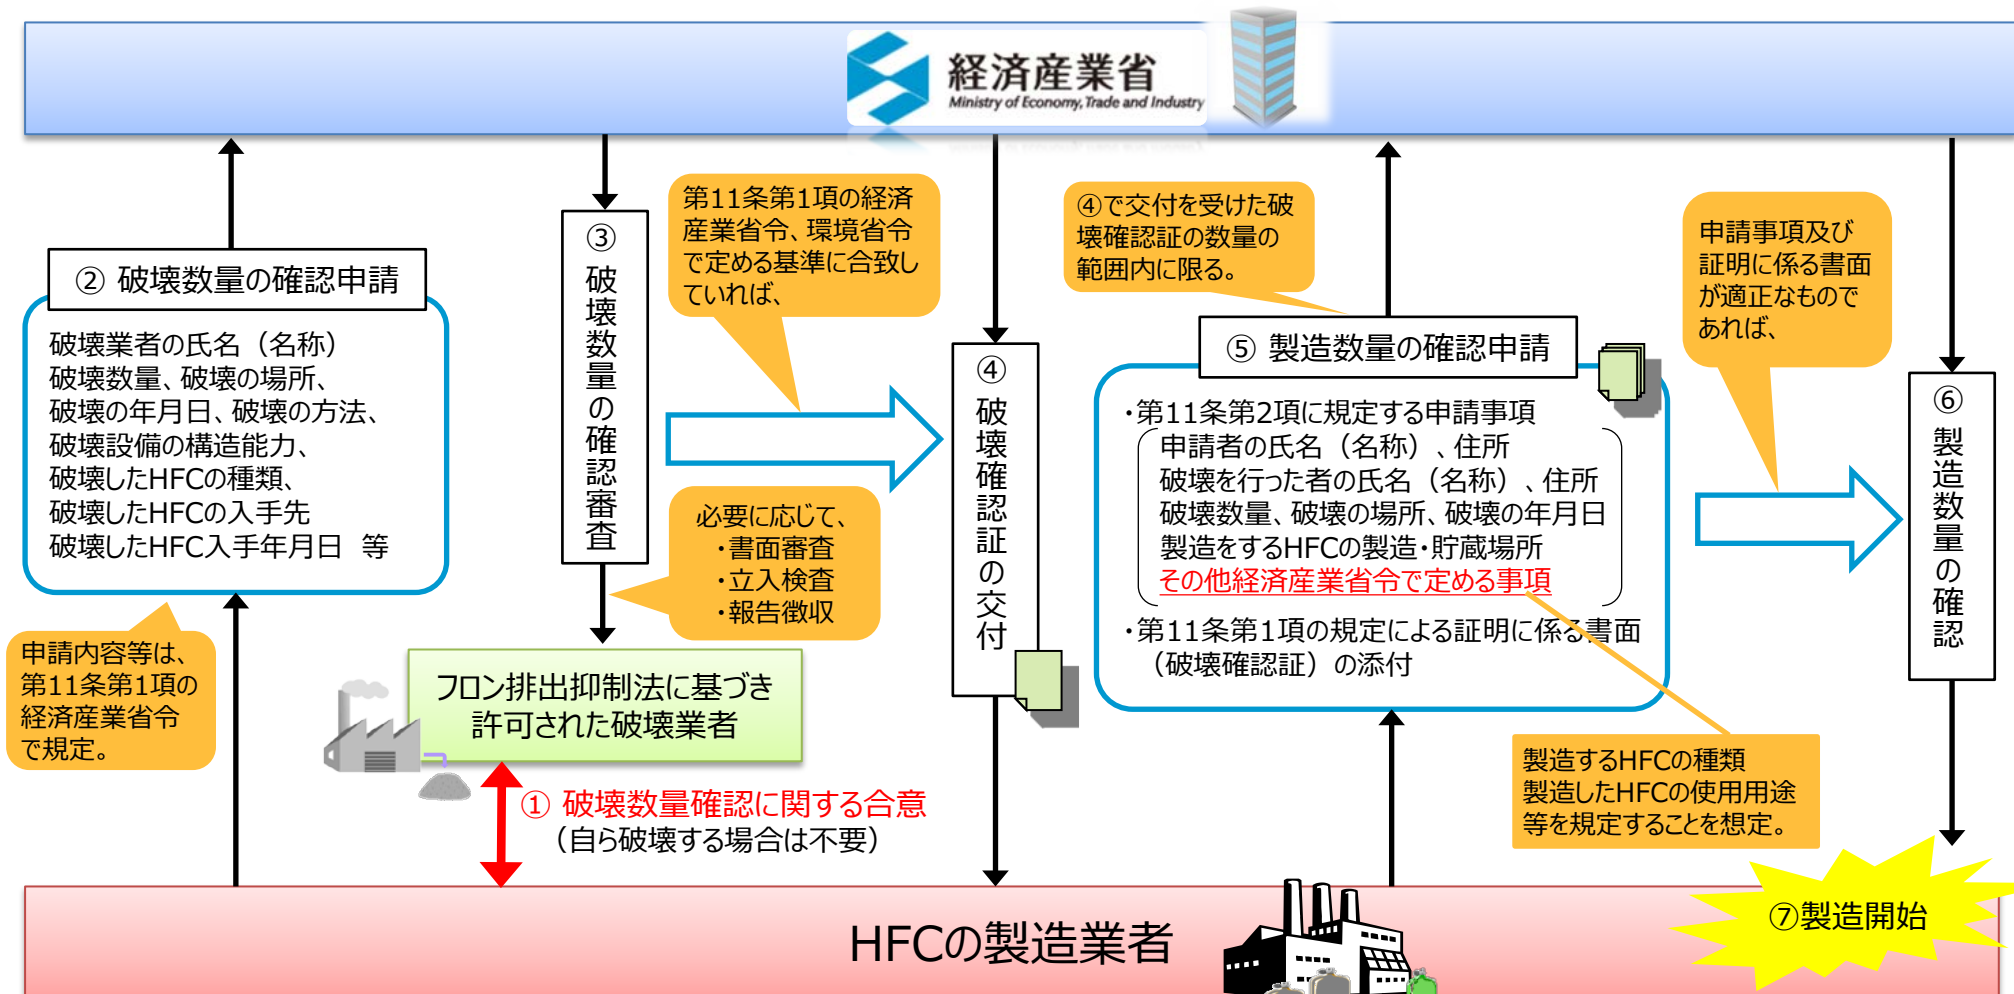 経済産業省
Ministry of Economy, Trade and Industry
② 破壊数量の確認申請
破壊業者の氏名（名称）
破壊数量、破壊の場所、
破壊の年月日、破壊の方法、
破壊設備の構造能力、
破壊したHFCの種類、
破壊したHFCの入手先
破壊したHFC入手年月日 等
申請内容等は、
第11条第1項の
経済産業省令
で規定。
③ 破壊数量の確認審査
第11条第1項の経済
産業省令、環境省令
で定める基準に合致し
ていれば、
必要に応じて、
・書面審査
・立入検査
・報告徴収
フロン排出抑制法に基づき
許可された破壊業者
① 破壊数量確認に関する合意
（自ら破壊する場合は不要）
④ 破壊確認証の交付
④で交付を受けた破
壊確認証の数量の
範囲内に限る。
⑤ 製造数量の確認申請
・第11条第2項に規定する申請事項
申請者の氏名（名称）、住所
破壊を行った者の氏名（名称）、住所
破壊数量、破壊の場所、破壊の年月日
製造をするHFCの製造・貯蔵場所
その他経済産業省令で定める事項
・第11条第1項の規定による証明に係る書面
（破壊確認証）の添付
製造するHFCの種類
製造したHFCの使用用途
等を規定することを想定。
申請事項及び
証明に係る書面
が適正なもので
あれば、
⑥ 製造数量の確認
⑦製造開始
HFCの製造業者